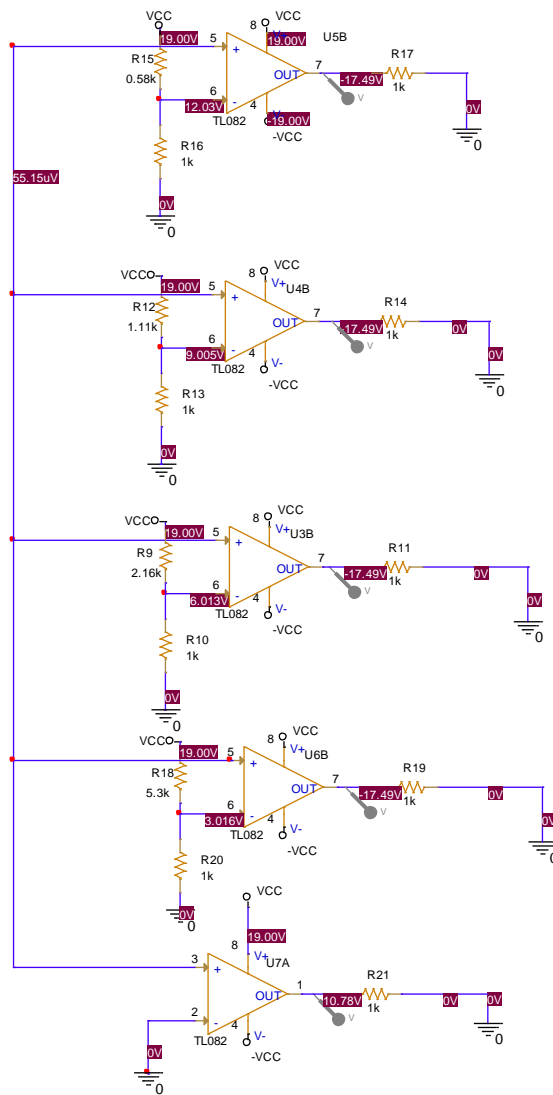 VCC
VCC
8
V+
U5B
19.00V
5
19.00V
R15
0.58k
+
OUT
7
-17.49V
R17
1k
V
6
12.03V
-
4
V-
-19.00V
TL082
-VCC
0V
0
R16
1k
55.15uV
0V
0
VCC
VCC
8
V+
U4B
19.00V
5
R12
1.11k
+
OUT
7
-17.49V
R14
1k
0V
V
6
9.005V
-
4
V-
TL082
-VCC
0V
0
R13
1k
0V
0
VCC
VCC
8
V+
U3B
19.00V
5
R9
2.16k
+
OUT
7
-17.49V
R11
1k
0V
V
6
6.013V
-
4
V-
TL082
-VCC
0V
0
R10
1k
0V
0
VCC
VCC
8
V+
U6B
19.00V
5
R18
5.3k
+
OUT
7
-17.49V
R19
1k
0V
V
6
3.016V
-
4
V-
TL082
-VCC
0V
0
R20
1k
0V
0
VCC
19.00V
8
V+
U7A
3
+
OUT
1
10.78V
R21
1k
0V
V
2
-
4
V-
TL082
-VCC
0V
0
0V
0